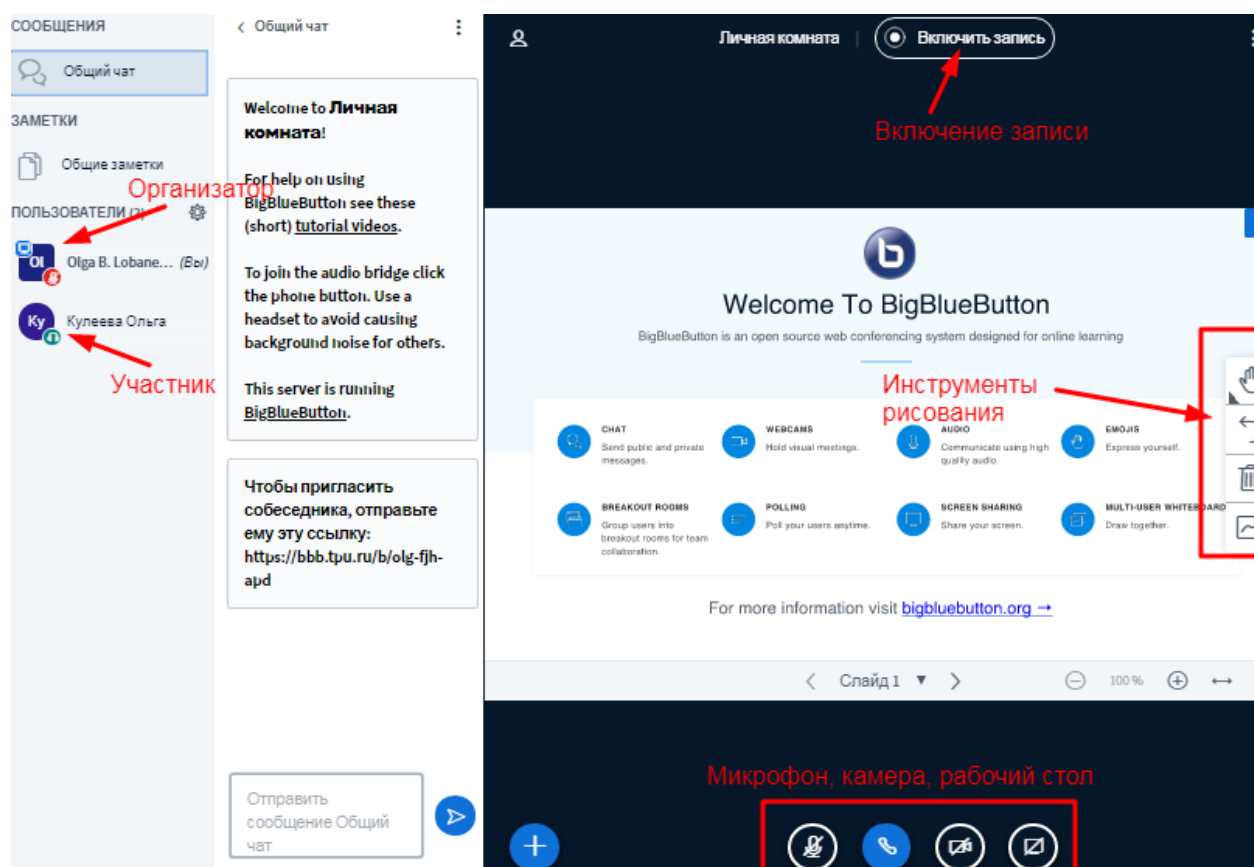 СООБЩЕНИЯ
Общий чат
ЗАМЕТКИ
Общие заметки
Организатор
ПОЛЬЗОВАТЕЛИ (2)
Ol
Olga B. Lobane... (Вы)
Ку
Кулеева Ольга
Участник
Общий чат
Welcome to Личная
комната!
For help on using
BigBlueButton see these
(short) tutorial videos.
To join the audio bridge click
the phone button. Use a
headset to avoid causing
background noise for others.
This server is running
BigBlueButton.
Чтобы пригласить
собеседника, отправьте
ему эту ссылку:
https://bbb.tpu.ru/b/olg-fjh-
apd
Отправить
сообщение Общий
чат
Личная комната
Включить запись
Включение записи
b
Welcome To BigBlueButton
BigBlueButton is an open source web conferencing system designed for online learning
Инструменты
рисования
CHAT
Send public and private
messages.
WEBCAMS
Hold visual meetings.
AUDIO
Communicate using high
quality audio.
EMOJIS
Express yourself.
BREAKOUT ROOMS
Group users into
breakout rooms for team
collaboration.
POLLING
Poll your users anytime.
SCREEN SHARING
Share your screen.
MULTI-USER WHITEBOARD
Draw together.
For more information visit bigbluebutton.org →
Слайд 1
100 %
Микрофон, камера, рабочий стол